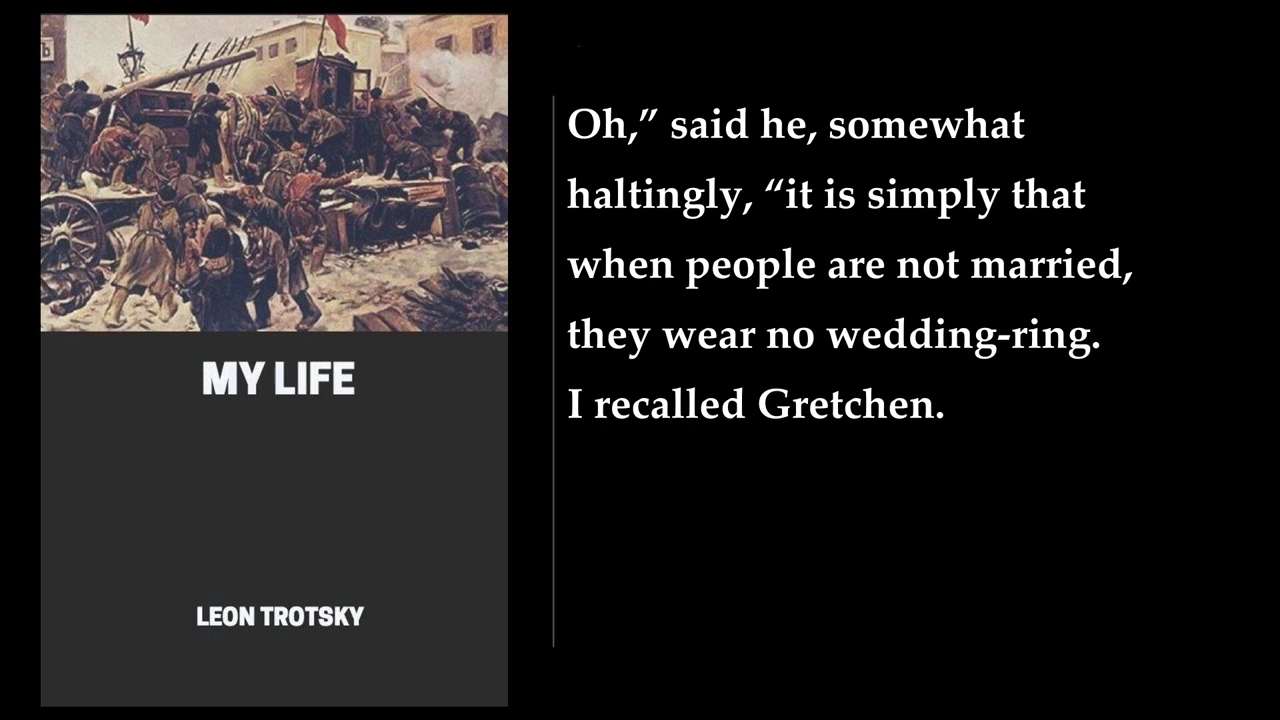 MY LIFE
LEON TROTSKY
Oh,” said he, somewhat
haltingly, “it is simply that
when people are not married,
they wear no wedding-ring.
I recalled Gretchen.